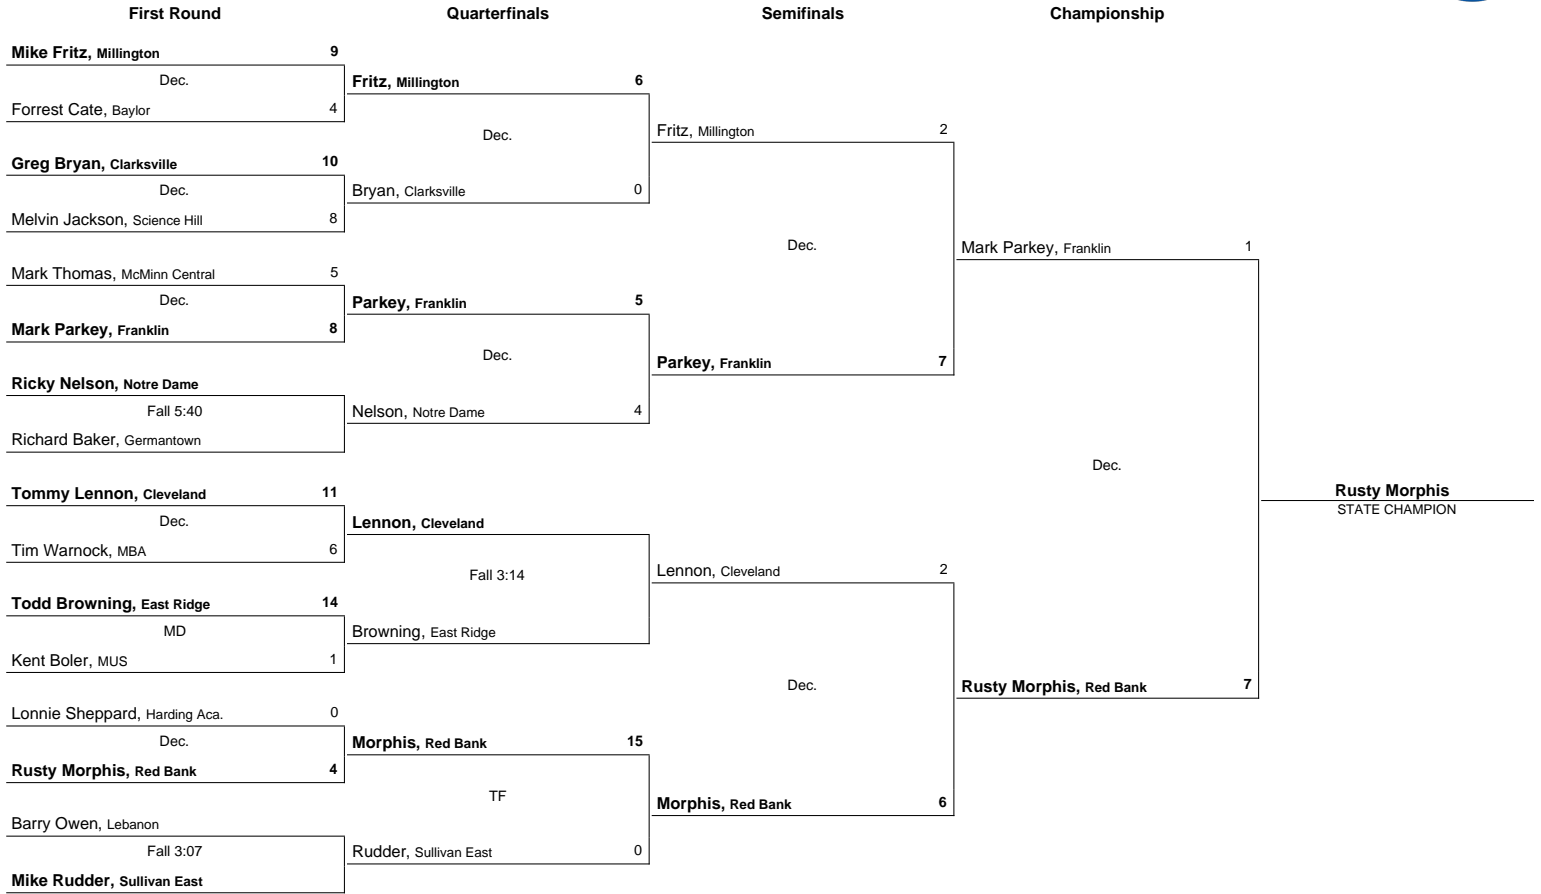 First Round Quarterfinals Semifinals Championship
Mike Fritz, Millington 9
Dec.
Forrest Cate, Baylor 4
Greg Bryan, Clarksville 10
Dec.
Melvin Jackson, Science Hill 8
Mark Thomas, McMinn Central 5
Dec.
Mark Parkey, Franklin 8
Ricky Nelson, Notre Dame
Fall 5:40
Richard Baker, Germantown
Tommy Lennon, Cleveland 11
Dec.
Tim Warnock, MBA 6
Todd Browning, East Ridge 14
MD
Kent Boler, MUS 1
Lonnie Sheppard, Harding Aca. 0
Dec.
Rusty Morphis, Red Bank 4
Barry Owen, Lebanon
Fall 3:07
Mike Rudder, Sullivan East
Fritz, Millington 6
Dec.
Bryan, Clarksville 0
Parkey, Franklin 5
Dec.
Nelson, Notre Dame 4
Lennon, Cleveland
Fall 3:14
Browning, East Ridge
Morphis, Red Bank 15
TF
Rudder, Sullivan East 0
Fritz, Millington 2
Dec.
Parkey, Franklin 7
Lennon, Cleveland 2
Dec.
Morphis, Red Bank 6
Mark Parkey, Franklin 1
Dec.
Rusty Morphis, Red Bank 7
Rusty Morphis
STATE CHAMPION